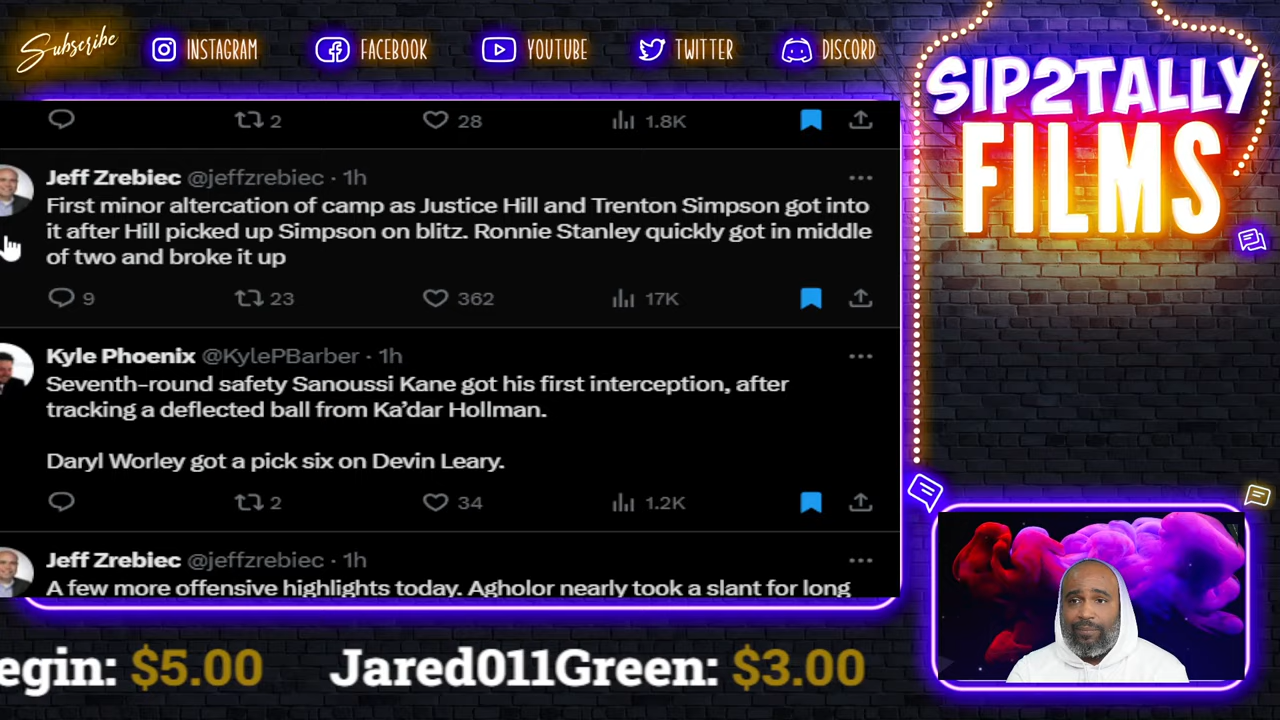 Subscribe
INSTAGRAM
FACEBOOK
YOUTUBE
TWITTER
DISCORD
SIP2TALLY
FILMS
2
28
1.8K
Jeff Zrebiec @jeffzrebiec · 1h
First minor altercation of camp as Justice Hill and Trenton Simpson got into
it after Hill picked up Simpson on blitz. Ronnie Stanley quickly got in middle
of two and broke it up
9
23
362
17K
Kyle Phoenix @KylePBarber · 1h
Seventh-round safety Sanoussi Kane got his first interception, after
tracking a deflected ball from Ka’dar Hollman.
Daryl Worley got a pick six on Devin Leary.
2
34
1.2K
Jeff Zrebiec @jeffzrebiec · 1h
A few more offensive highlights today. Agholor nearly took a slant for long
egin: $5.00 Jared011Green: $3.00